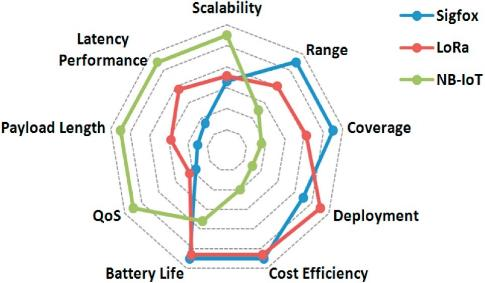 Scalability
Sigfox
Latency
Performance
Range
LoRa
NB-IoT
Payload Length
Coverage
QoS
Deployment
Battery Life
Cost Efficiency